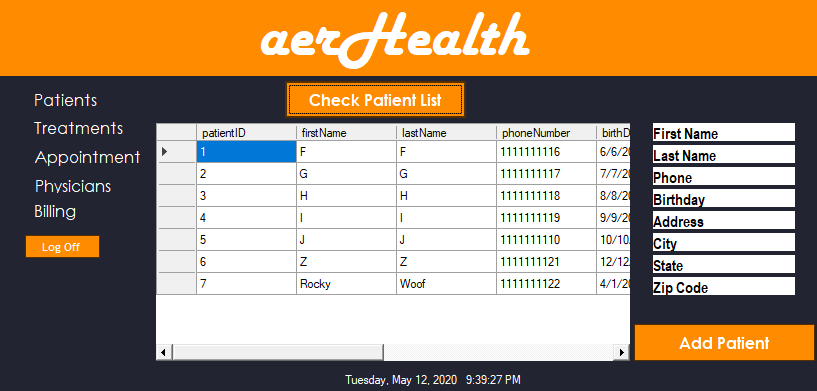 aerHealth
Patients
Treatments
Appointment
Physicians
Billing
Log Off
Check Patient List
patientID firstName lastName phoneNumber birthD
1 F F 1111111116 6/6/20
2 G G 1111111117 7/7/20
3 H H 1111111118 8/8/20
4 I I 1111111119 9/9/20
5 J J 1111111110 10/10.
6 Z Z 1111111121 12/12.
7 Rocky Woof 1111111122 4/1/20
First Name
Last Name
Phone
Birthday
Address
City
State
Zip Code
Add Patient
Tuesday, May 12, 2020 9:39:27 PM